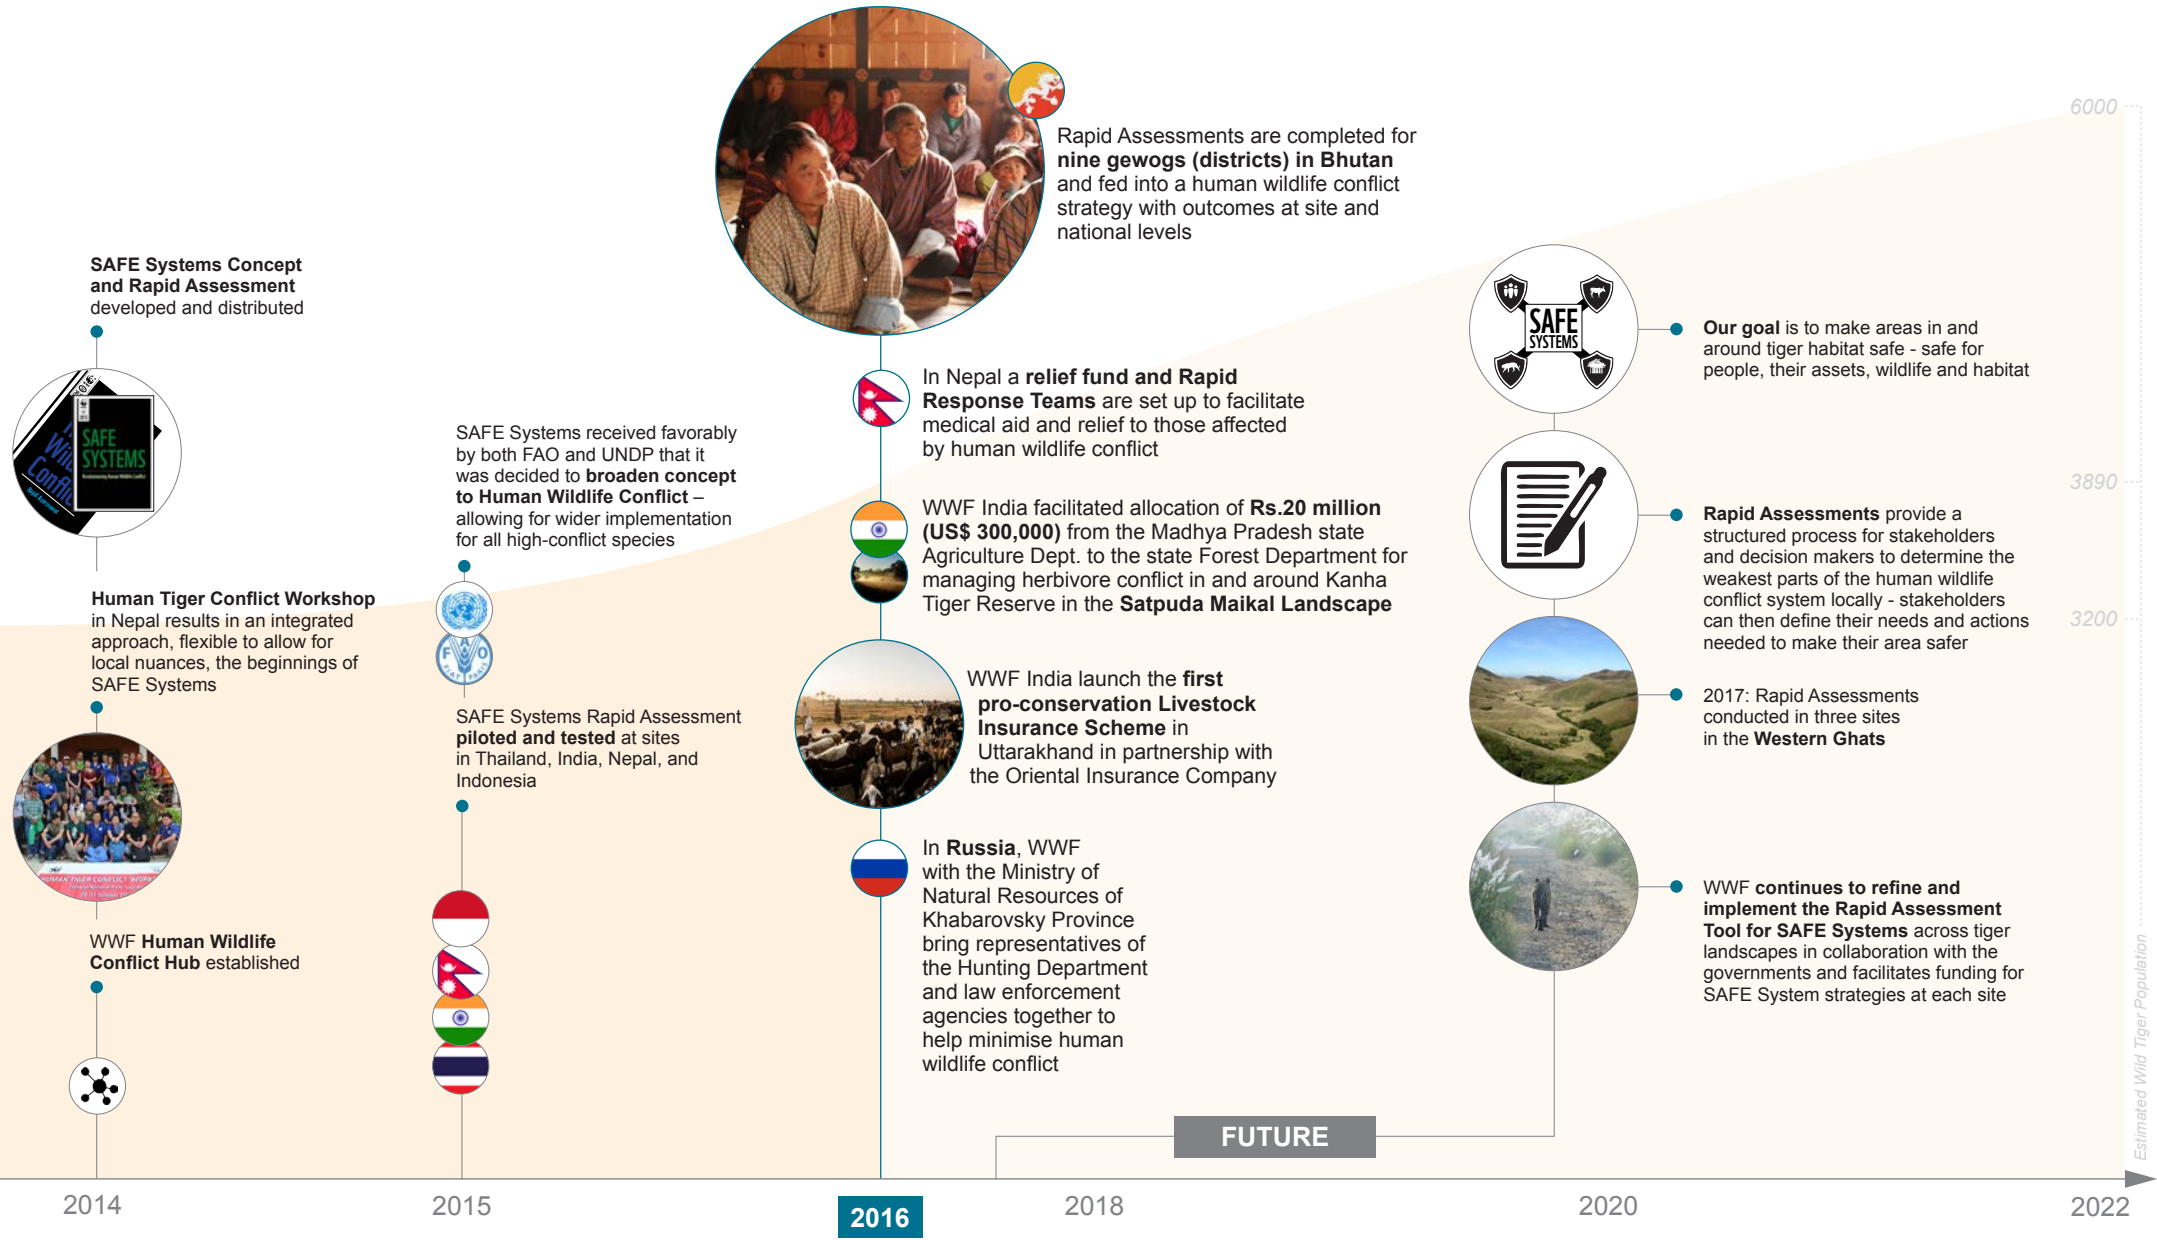 SAFE Systems Concept
and Rapid Assessment
developed and distributed
SAFE
SYSTEMS
Human Tiger Conflict Workshop
in Nepal results in an integrated
approach, flexible to allow for
local nuances, the beginnings of
SAFE Systems
HUMAN TIGER CONFLICT
WWF Human Wildlife
Conflict Hub established
SAFE Systems received favorably
by both FAO and UNDP that it
was decided to broaden concept
to Human Wildlife Conflict –
allowing for wider implementation
for all high-conflict species
F A O
FIAT PANIS
SAFE Systems Rapid Assessment
piloted and tested at sites
in Thailand, India, Nepal, and
Indonesia
Rapid Assessments are completed for
nine gewogs (districts) in Bhutan
and fed into a human wildlife conflict
strategy with outcomes at site and
national levels
In Nepal a relief fund and Rapid
Response Teams are set up to facilitate
medical aid and relief to those affected
by human wildlife conflict
WWF India facilitated allocation of Rs.20 million
(US$ 300,000) from the Madhya Pradesh state
Agriculture Dept. to the state Forest Department for
managing herbivore conflict in and around Kanha
Tiger Reserve in the Satpuda Maikal Landscape
WWF India launch the first
pro-conservation Livestock
Insurance Scheme in
Uttarakhand in partnership with
the Oriental Insurance Company
In Russia, WWF
with the Ministry of
Natural Resources of
Khabarovsky Province
bring representatives of
the Hunting Department
and law enforcement
agencies together to
help minimise human
wildlife conflict
SAFE
SYSTEMS
Our goal is to make areas in and
around tiger habitat safe - safe for
people, their assets, wildlife and habitat
Rapid Assessments provide a
structured process for stakeholders
and decision makers to determine the
weakest parts of the human wildlife
conflict system locally - stakeholders
can then define their needs and actions
needed to make their area safer
2017: Rapid Assessments
conducted in three sites
in the Western Ghats
WWF continues to refine and
implement the Rapid Assessment
Tool for SAFE Systems across tiger
landscapes in collaboration with the
governments and facilitates funding for
SAFE System strategies at each site
6000
3890
3200
Estimated Wild Tiger Population
FUTURE
2014
2015
2016
2018
2020
2022